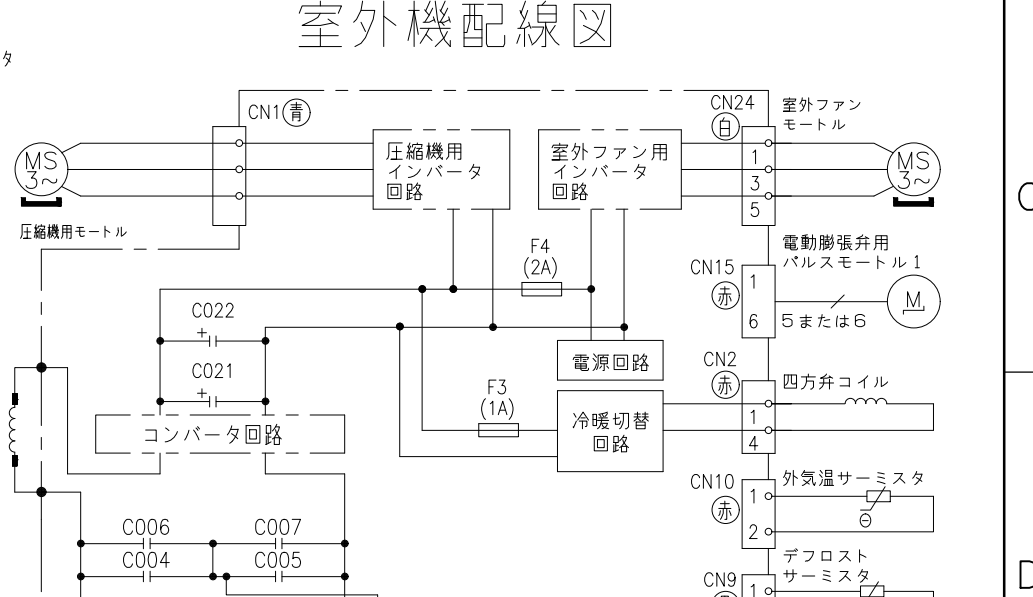 室外機配線図
タ
CN1 青
CN24
白
室外ファン
モートル
MS
3~
圧縮機用
インバータ
回路
室外ファン用
インバータ
回路
1
3
5
MS
3~
圧縮機用モートル
F4
(2A)
CN15
赤
1
6
電動膨張弁用
パルスモートル1
M
5または6
C022
+
電源回路
CN2
赤
C021
+
F3
(1A)
冷暖切替
回路
1
4
四方弁コイル
コンバータ回路
CN10
赤
1
2
外気温サーミスタ
Θ
C006
C007
C004
C005
デフロスト
サーミスタ
CN9
1
C
D